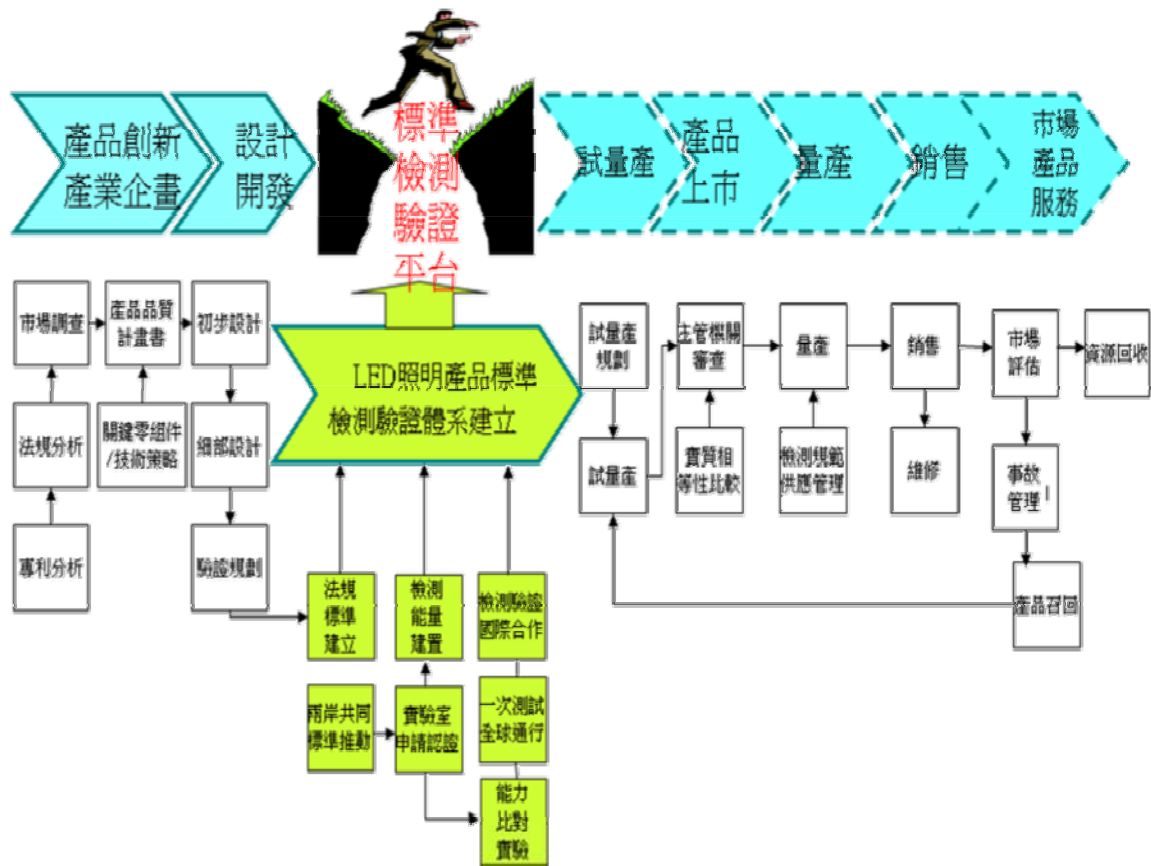 產品創新
產業企畫
設計
開發
標準
檢測
驗證
平台
試量產
產品
上市
量產
銷售
市場
產品
服務
市場調查
產品品質
計畫書
初步設計
法規分析
關鍵零組件
/技術策略
細部設計
專利分析
驗證規劃
LED照明產品標準
檢測驗證體系建立
法規
標準
建立
檢測
能量
建置
檢測驗證
國際合作
兩岸共同
標準推動
實驗室
申請認證
一次測試
全球通行
能力
比對
實驗
試量產
規劃
主管機關
審查
量產
銷售
市場
評估
資源回收
試量產
實質相
等性比較
檢測規範
供應管理
維修
事故
管理
產品召回